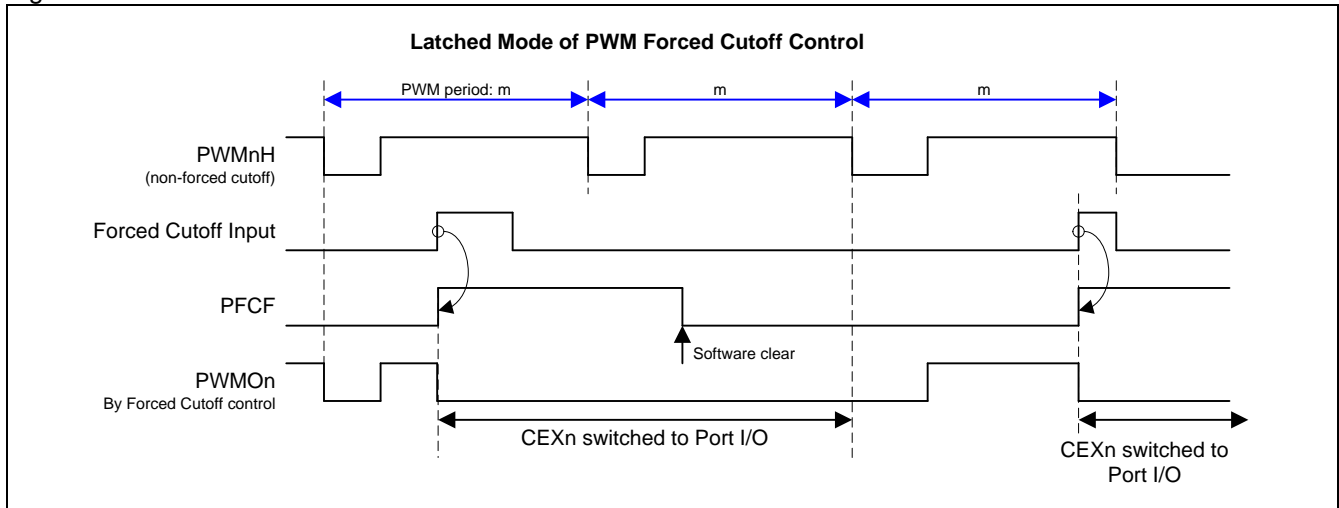 Latched Mode of PWM Forced Cutoff Control
PWM period: m
m
m
PWMnH
(non-forced cutoff)
Forced Cutoff Input
PFCF
Software clear
PWMOn
By Forced Cutoff control
CEXn switched to Port I/O
CEXn switched to
Port I/O